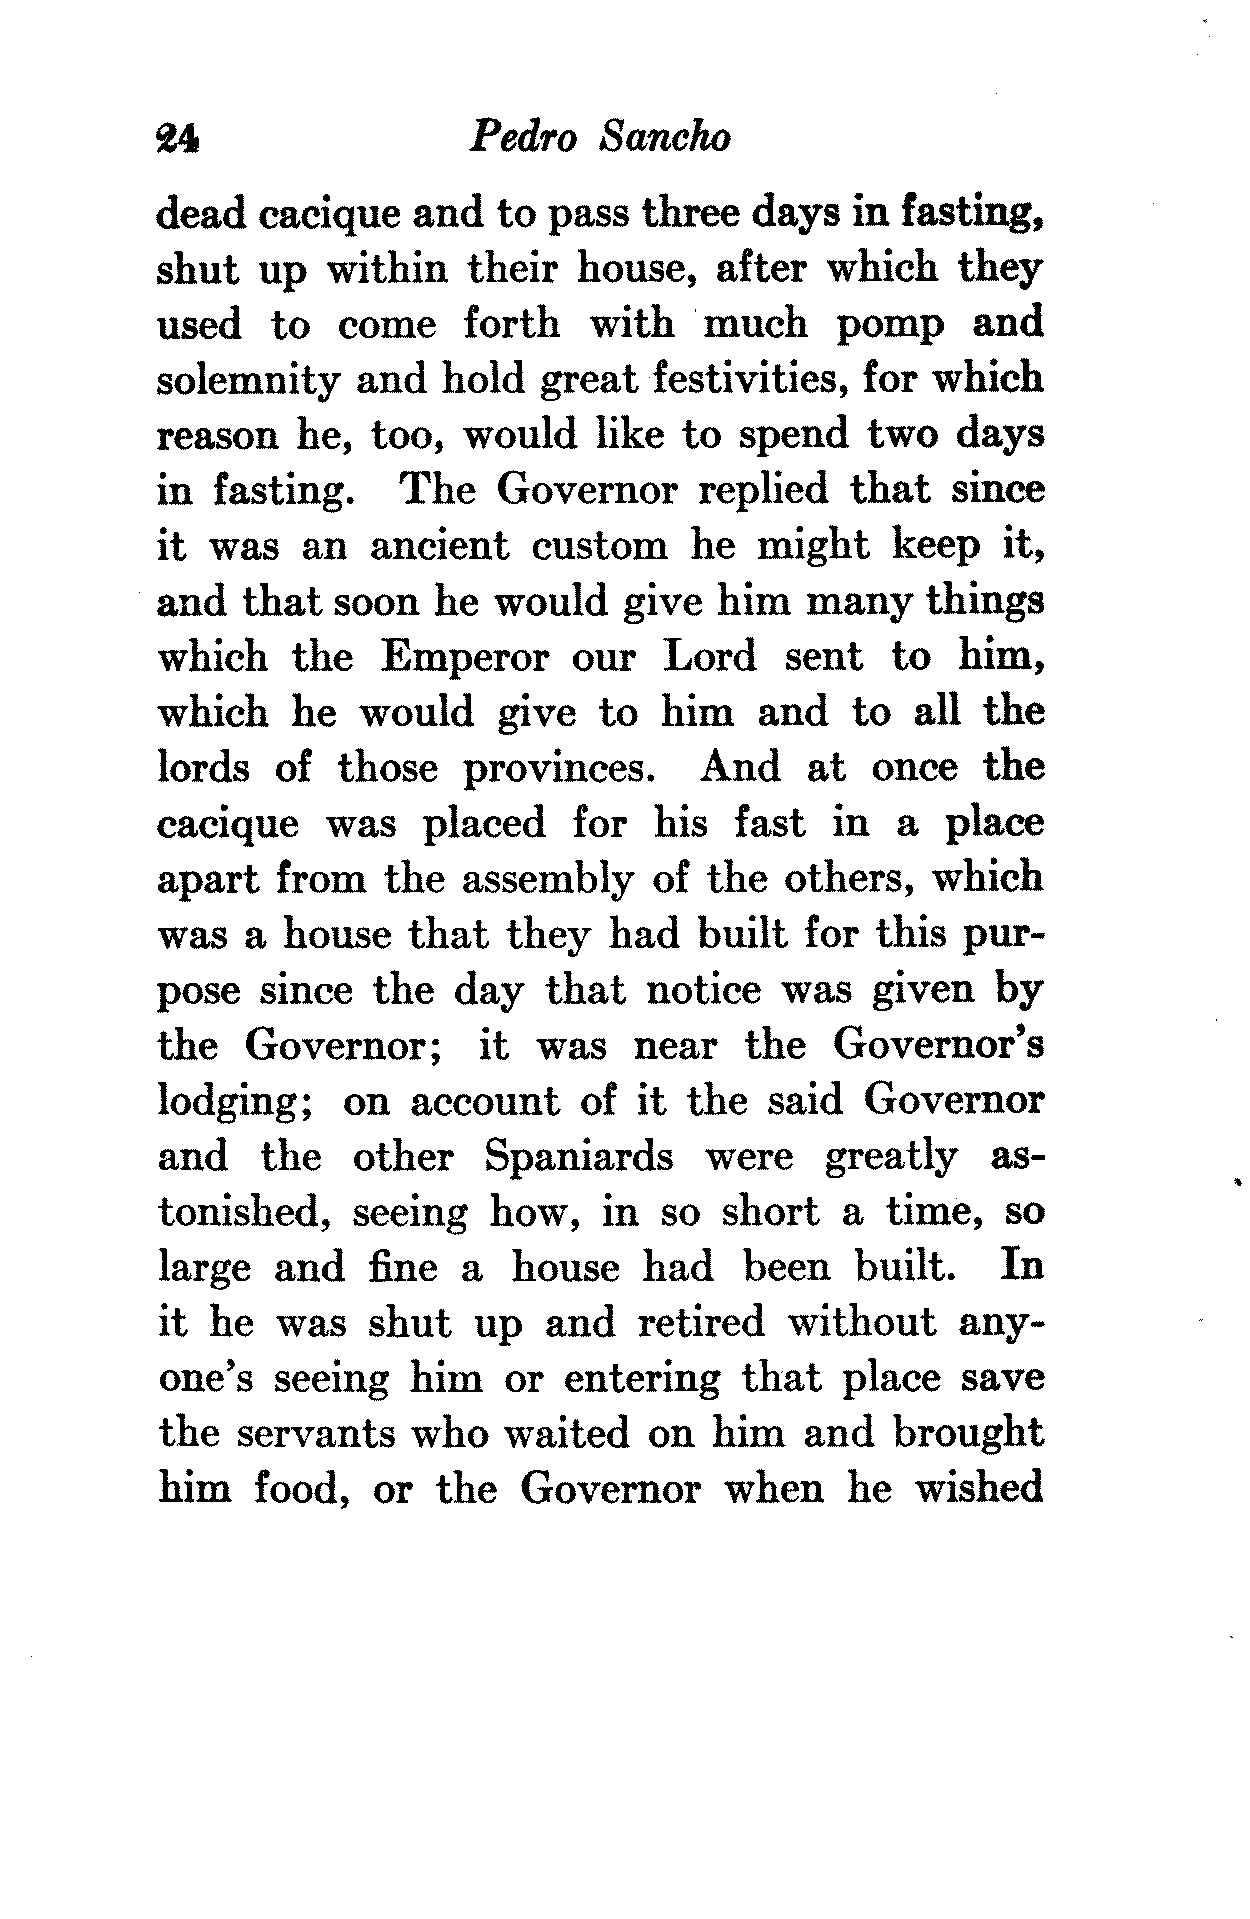 24 Pedro Sancho
dead cacique and to pass three days in fasting,
shut up within their house, after which they
used to come forth with much pomp and
solemnity and hold great festivities, for which
reason he, too, would like to spend two days
in fasting. The Governor replied that since
it was an ancient custom he might keep it,
and that soon he would give him many things
which the Emperor our Lord sent to him,
which he would give to him and to all the
lords of those provinces. And at once the
cacique was placed for his fast in a place
apart from the assembly of the others, which
was a house that they had built for this pur-
pose since the day that notice was given by
the Governor; it was near the Governor's
lodging; on account of it the said Governor
and the other Spaniards were greatly as-
tonished, seeing how, in so short a time, so
large and fine a house had been built. In
it he was shut up and retired without any-
one's seeing him or entering that place save
the servants who waited on him and brought
him food, or the Governor when he wished